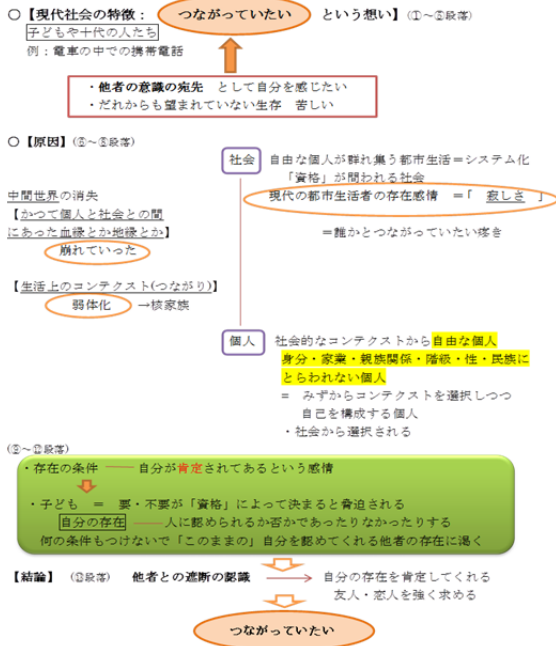 〇【現代社会の特徴： つながっていたい という想い】(①～⑤段落)
子どもや十代の人たち
例：電車の中での携帯電話
・他者の意識の宛先 として自分を感じたい
・だれからも望まれていない生存 苦しい
〇【原因】
社会 自由な個人が群れ集う都市生活＝システム化
「資格」が問われる社会
中間世界の消失
現代の都市生活者の存在感情 ＝「 寂しさ 」
【かつて個人と社会との間
にあった血縁とか地縁とか】
＝誰かとつながっていたい疼き
崩れていった
【生活上のコンテクスト(つながり)】
弱体化 →核家族
個人 社会的なコンテクストから自由な個人
身分・家業・親族関係・階級・性・民族に
とらわれない個人
＝ みずからコンテクストを選択しつつ
自己を構成する個人
・社会から選択される
・存在の条件 ── 自分が肯定されてあるという感情
・子ども ＝ 要・不要が「資格」によって決まると脅迫される
自分の存在 ── 人に認められるか否かであったりなかったりする
何の条件もつけないで「このままの」自分を認めてくれる他者の存在に渇く
【結論】 他者との遮断の認識 → 自分の存在を肯定してくれる
友人・恋人を強く求める
つながっていたい